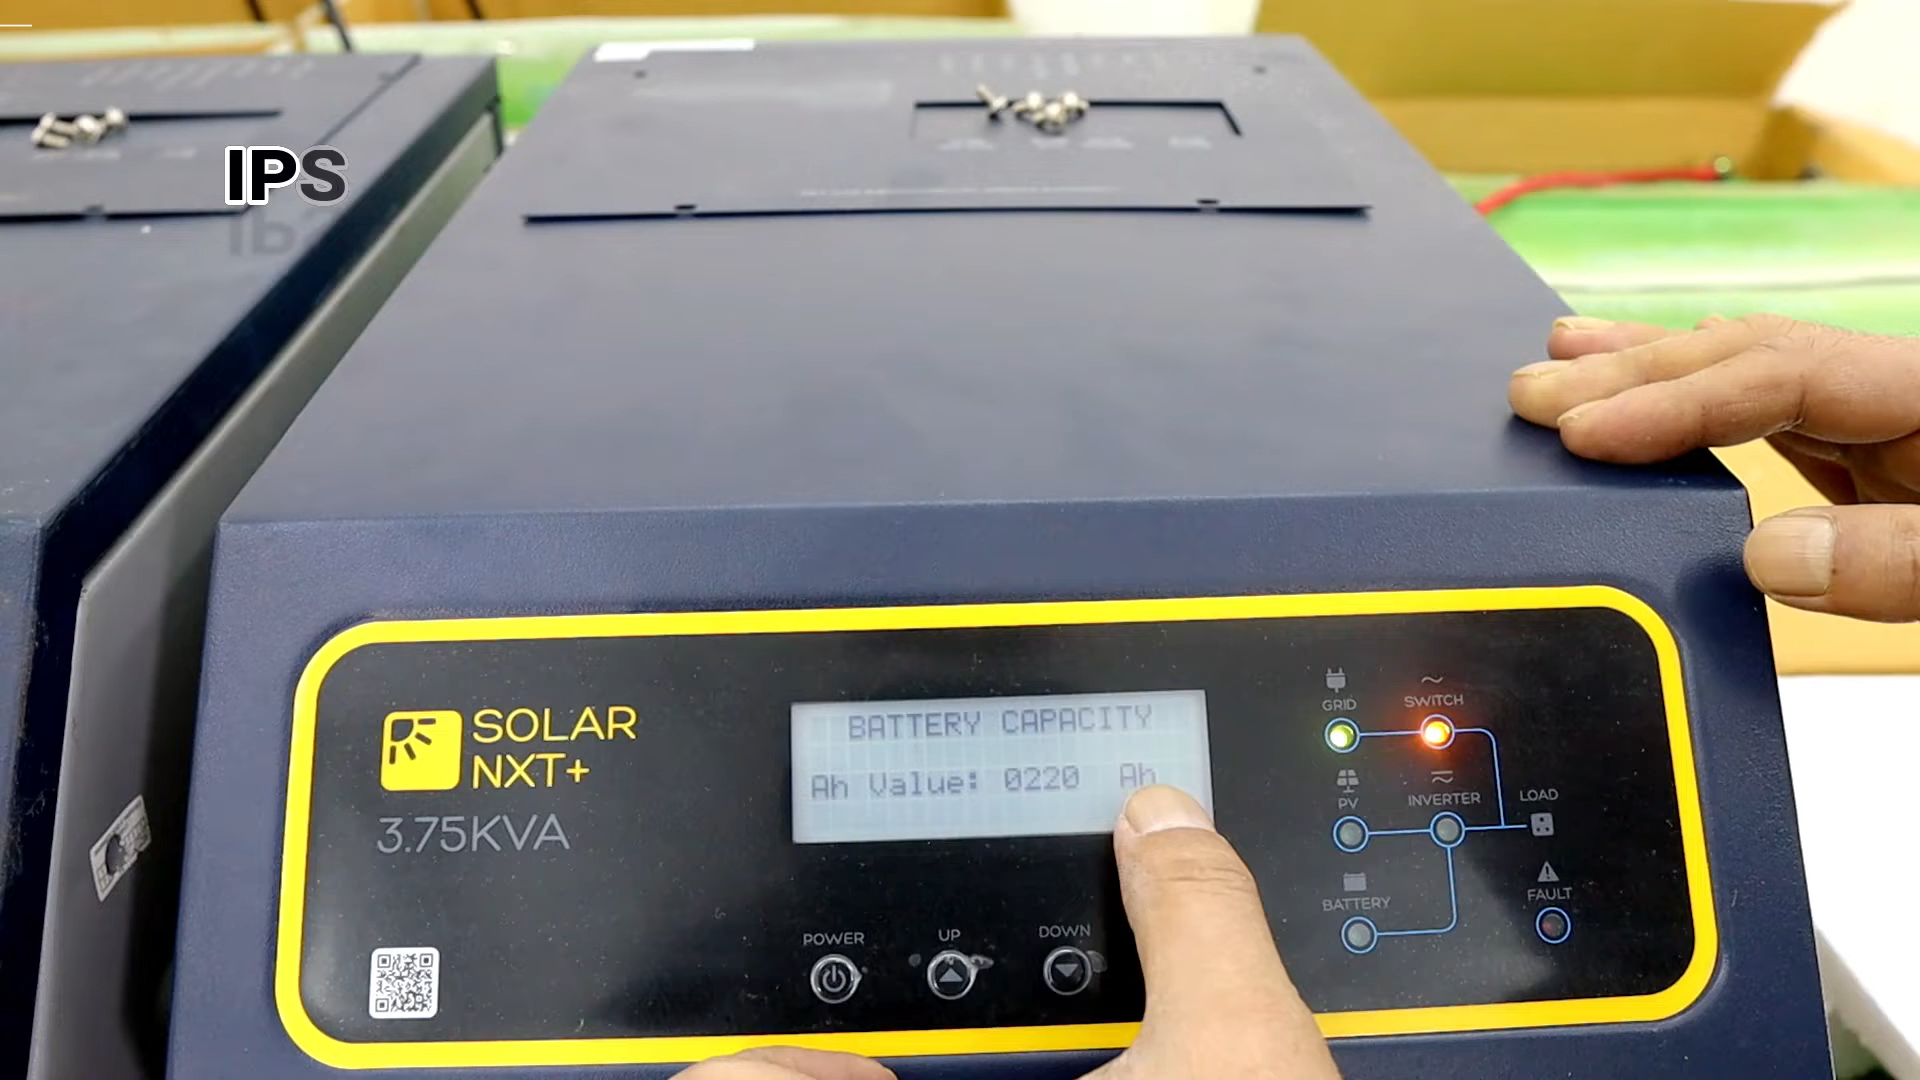 IPS
SOLAR
NXT+
3.75KVA
BATTERY CAPACITY
Ah Value: 0220 Ah
POWER
UP
DOWN
GRID
SWITCH
PV
INVERTER
LOAD
BATTERY
FAULT